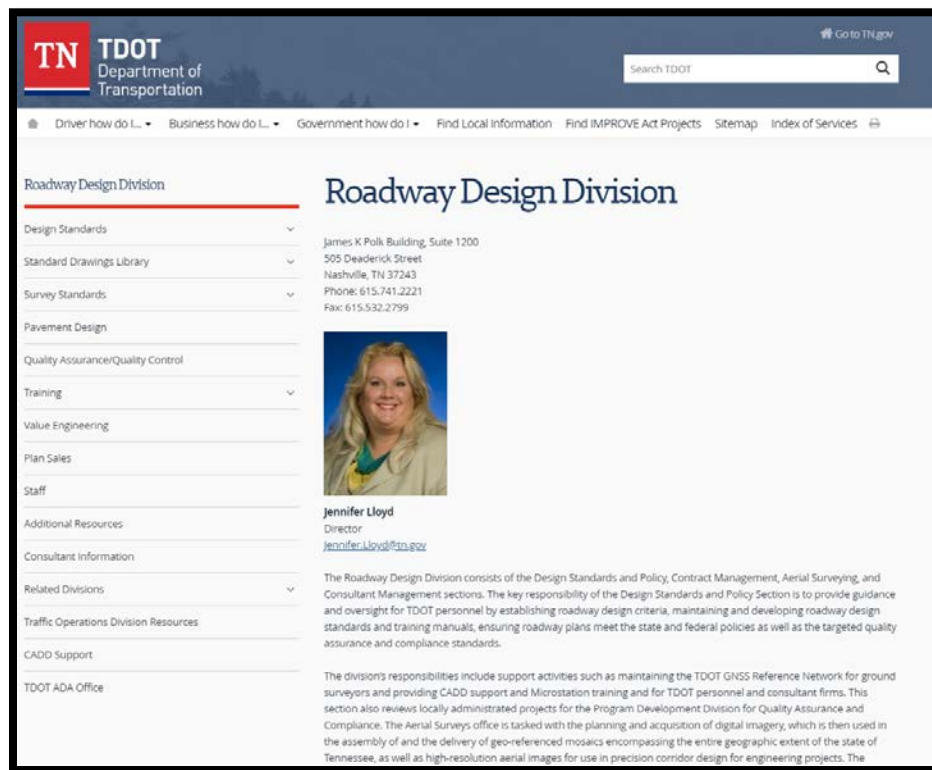 Go to TN.gov
TN
TDOT
Department of
Transportation
Search TDOT
Driver how do I...
Business how do I...
Government how do I
Find Local Information
Find IMPROVE Act Projects
Sitemap
Index of Services
Roadway Design Division
Design Standards
Standard Drawings Library
Survey Standards
Pavement Design
Quality Assurance/Quality Control
Training
Value Engineering
Plan Sales
Staff
Additional Resources
Consultant Information
Related Divisions
Traffic Operations Division Resources
CADD Support
TDOT ADA Office
Roadway Design Division
James K Polk Building, Suite 1200
505 Deaderick Street
Nashville, TN 37243
Phone: 615.741.2221
Fax: 615.532.2799
Jennifer Lloyd
Director
Jennifer.Lloyd@tn.gov
The Roadway Design Division consists of the Design Standards and Policy, Contract Management, Aerial Surveying, and
Consultant Management sections. The key responsibility of the Design Standards and Policy Section is to provide guidance
and oversight for TDOT personnel by establishing roadway design criteria, maintaining and developing roadway design
standards and training manuals, ensuring roadway plans meet the state and federal policies as well as the targeted quality
assurance and compliance standards.
The division's responsibilities include support activities such as maintaining the TDOT GNSS Reference Network for ground
surveyors and providing CADD support and Microstation training and for TDOT personnel and consultant firms. This
section also reviews locally administrated projects for the Program Development Division for Quality Assurance and
Compliance. The Aerial Surveys office is tasked with the planning and acquisition of digital imagery, which is then used in
the assembly of and the delivery of geo-referenced mosaics encompassing the entire geographic extent of the state of
Tennessee, as well as high-resolution aerial images for use in precision corridor design for engineering projects. The